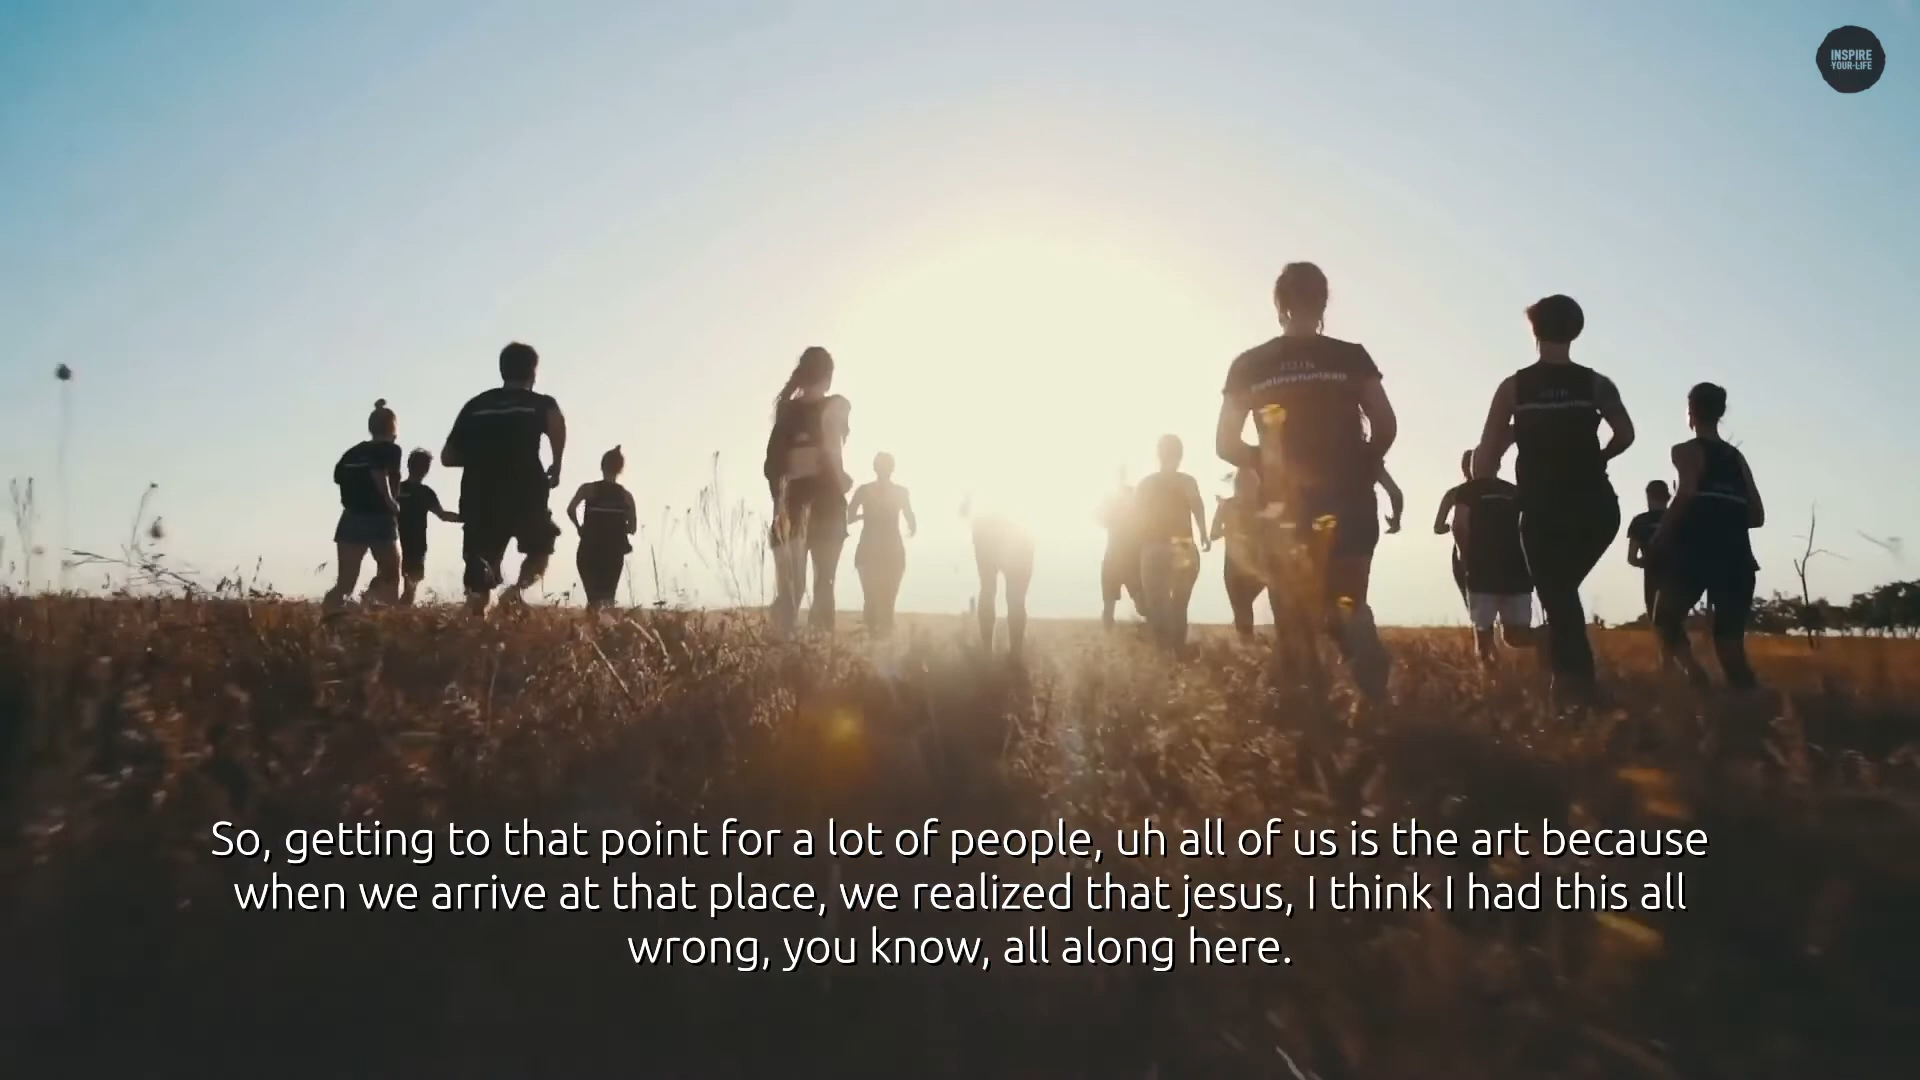 INSPIRE
YOUR-LIFE
So, getting to that point for a lot of people, uh all of us is the art because
when we arrive at that place, we realized that jesus, I think I had this all
wrong, you know, all along here.